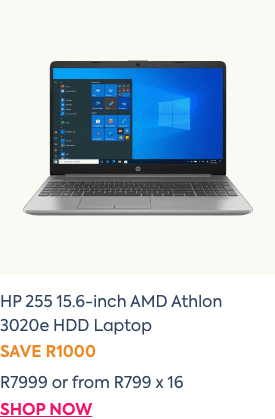 HP 255 15.6-inch AMD Athlon
3020e HDD Laptop
SAVE R1000
R7999 or from R799 x 16
SHOP NOW